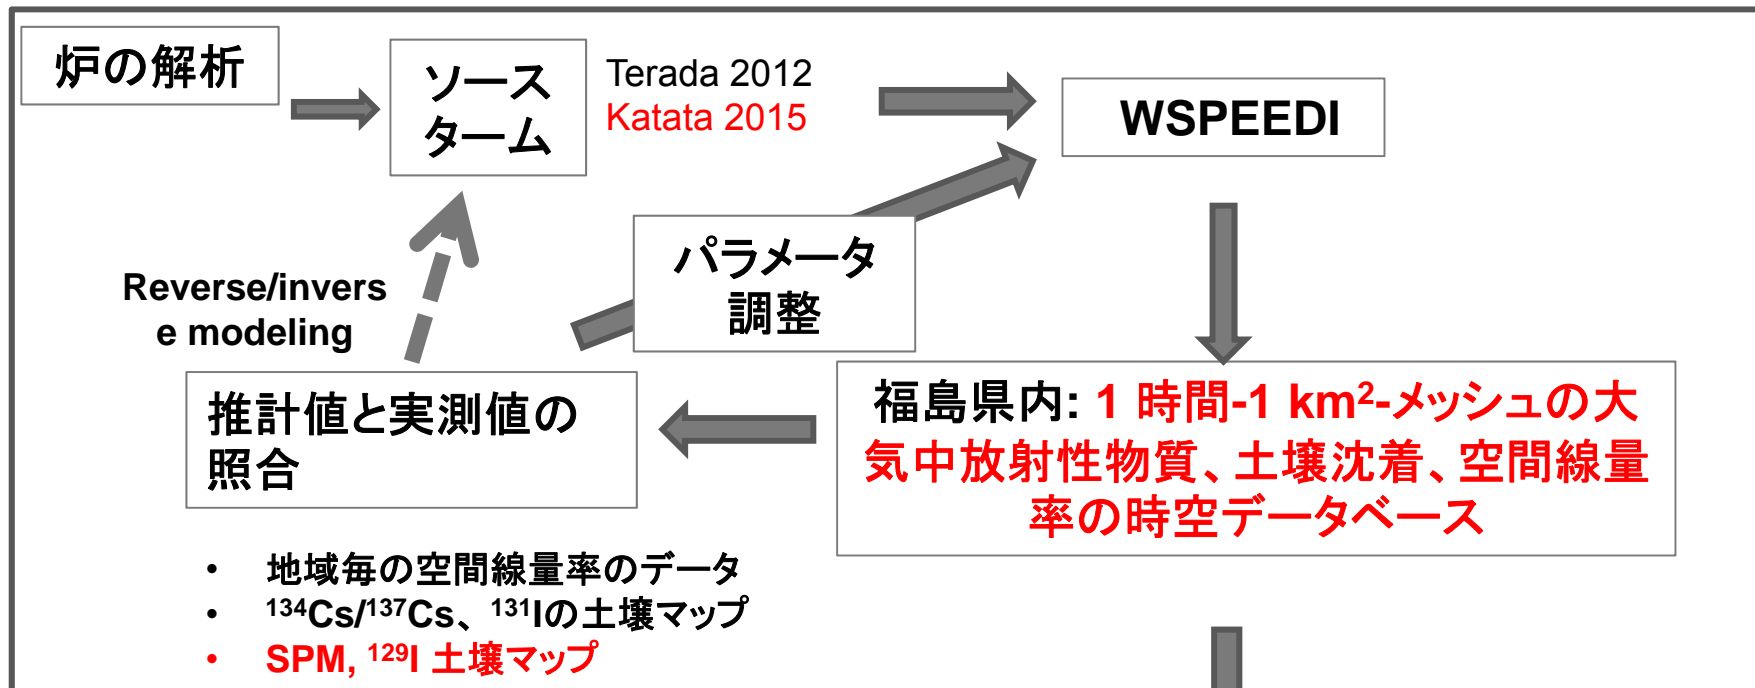 炉の解析
ソース
ターム
Terada 2012
Katata 2015
WSPEEDI
パラメータ
調整
Reverse/invers
e modeling
推計値と実測値の
照合
福島県内: 1 時間-1 km²-メッシュの大
気中放射性物質、土壌沈着、空間線量
率の時空データベース
• 地域毎の空間線量率のデータ
• ¹³⁴Cs/¹³⁷Cs、¹³¹Iの土壌マップ
• SPM, ¹²⁹I 土壌マップ